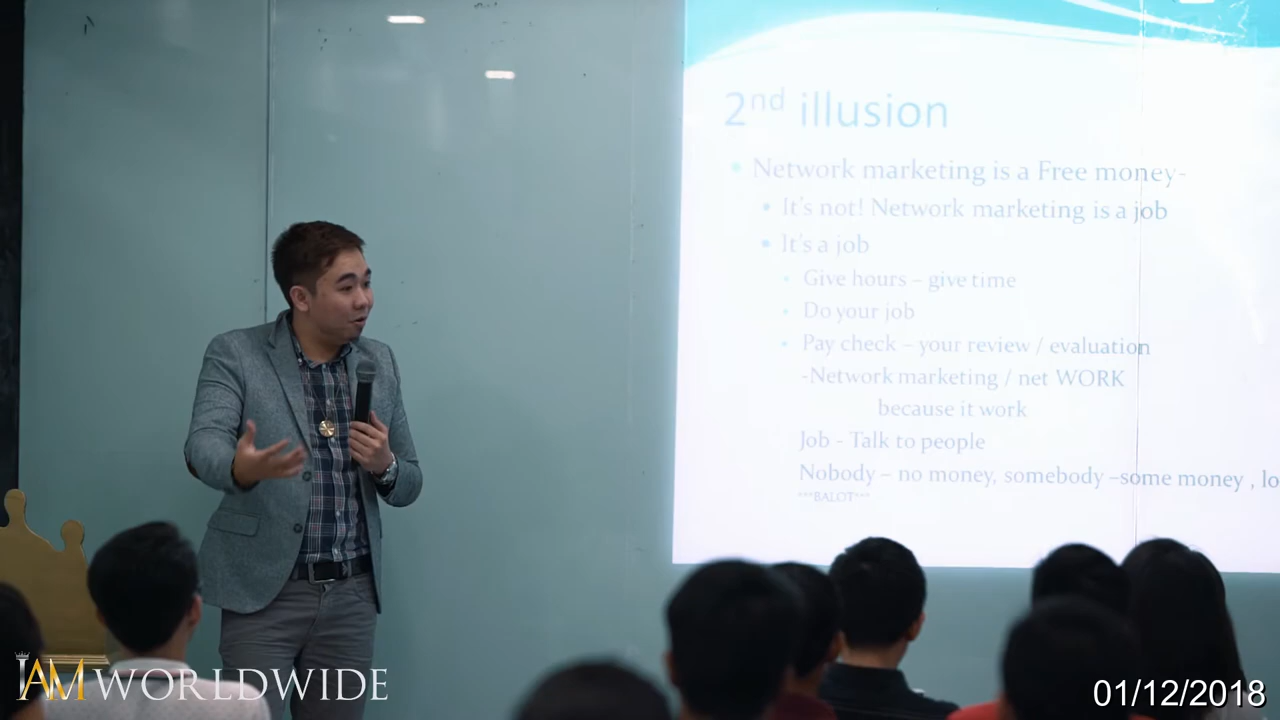 2nd illusion
Network marketing is a Free money-
It's not! Network marketing is a job
It's a job
Give hours – give time
Do your job
Pay check – your review / evaluation
-Network marketing / net WORK
because it work
Job - Talk to people
Nobody – no money, somebody –some money , lo
***BALOT***
IAM WORLDWIDE
01/12/2018